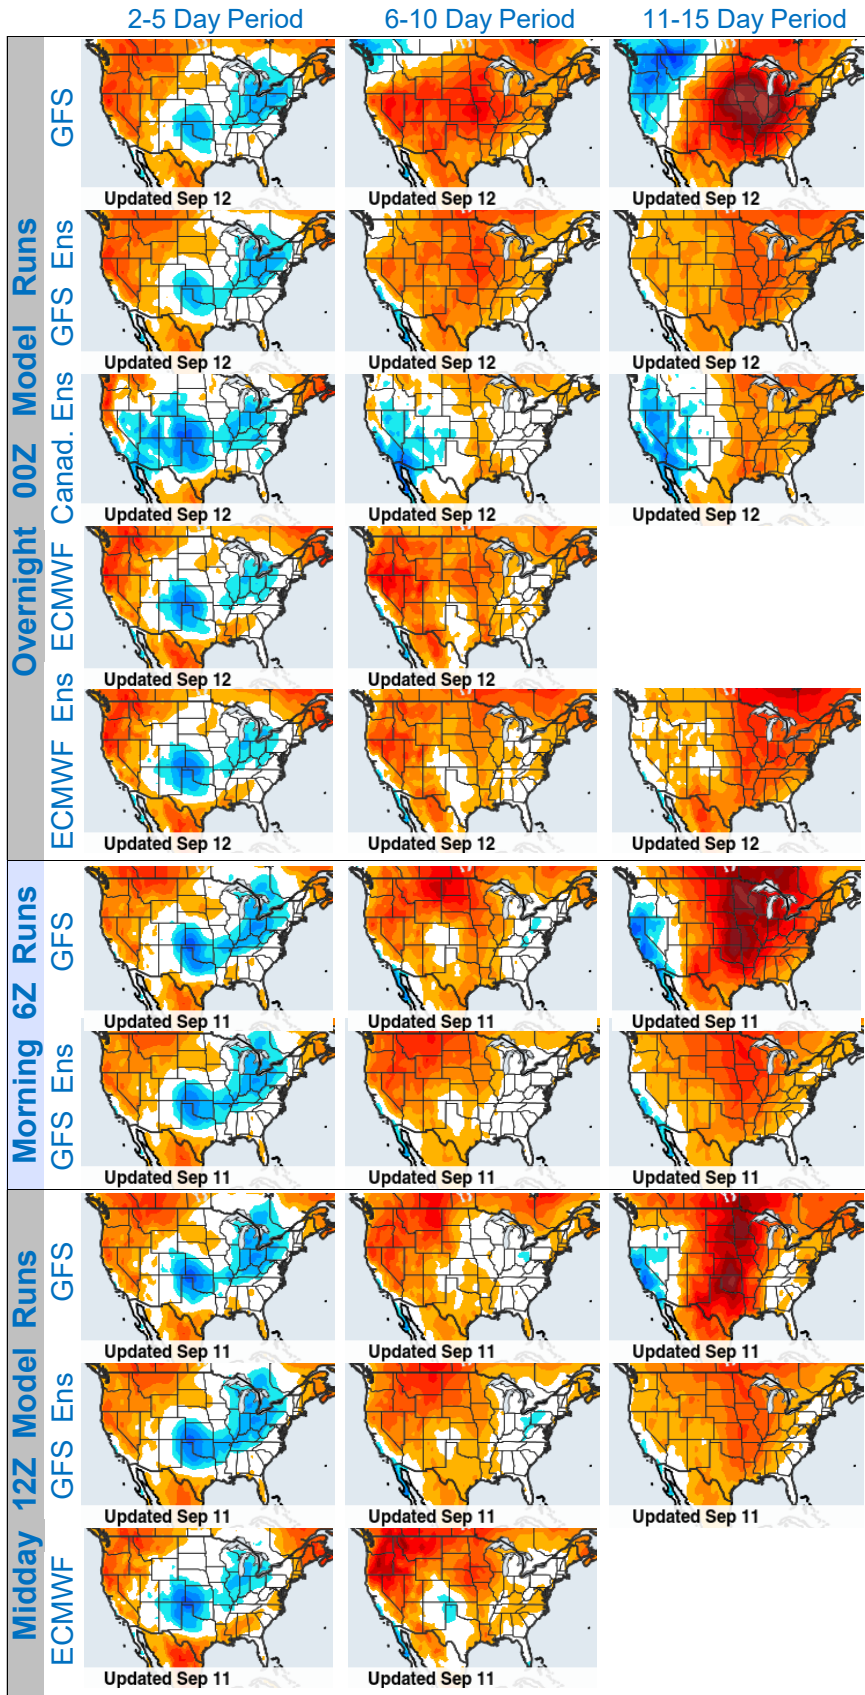 2-5 Day Period 6-10 Day Period 11-15 Day Period
Overnight 00Z Model Runs
GFS
Updated Sep 12 Updated Sep 12 Updated Sep 12
GFS Ens
Updated Sep 12 Updated Sep 12 Updated Sep 12
Canad. Ens
Updated Sep 12 Updated Sep 12 Updated Sep 12
ECMWF
Updated Sep 12 Updated Sep 12
ECMWF Ens
Updated Sep 12 Updated Sep 12 Updated Sep 12
Morning 6Z Runs
GFS
Updated Sep 11 Updated Sep 11 Updated Sep 11
GFS Ens
Updated Sep 11 Updated Sep 11 Updated Sep 11
Midday 12Z Model Runs
GFS
Updated Sep 11 Updated Sep 11 Updated Sep 11
GFS Ens
Updated Sep 11 Updated Sep 11 Updated Sep 11
ECMWF
Updated Sep 11 Updated Sep 11